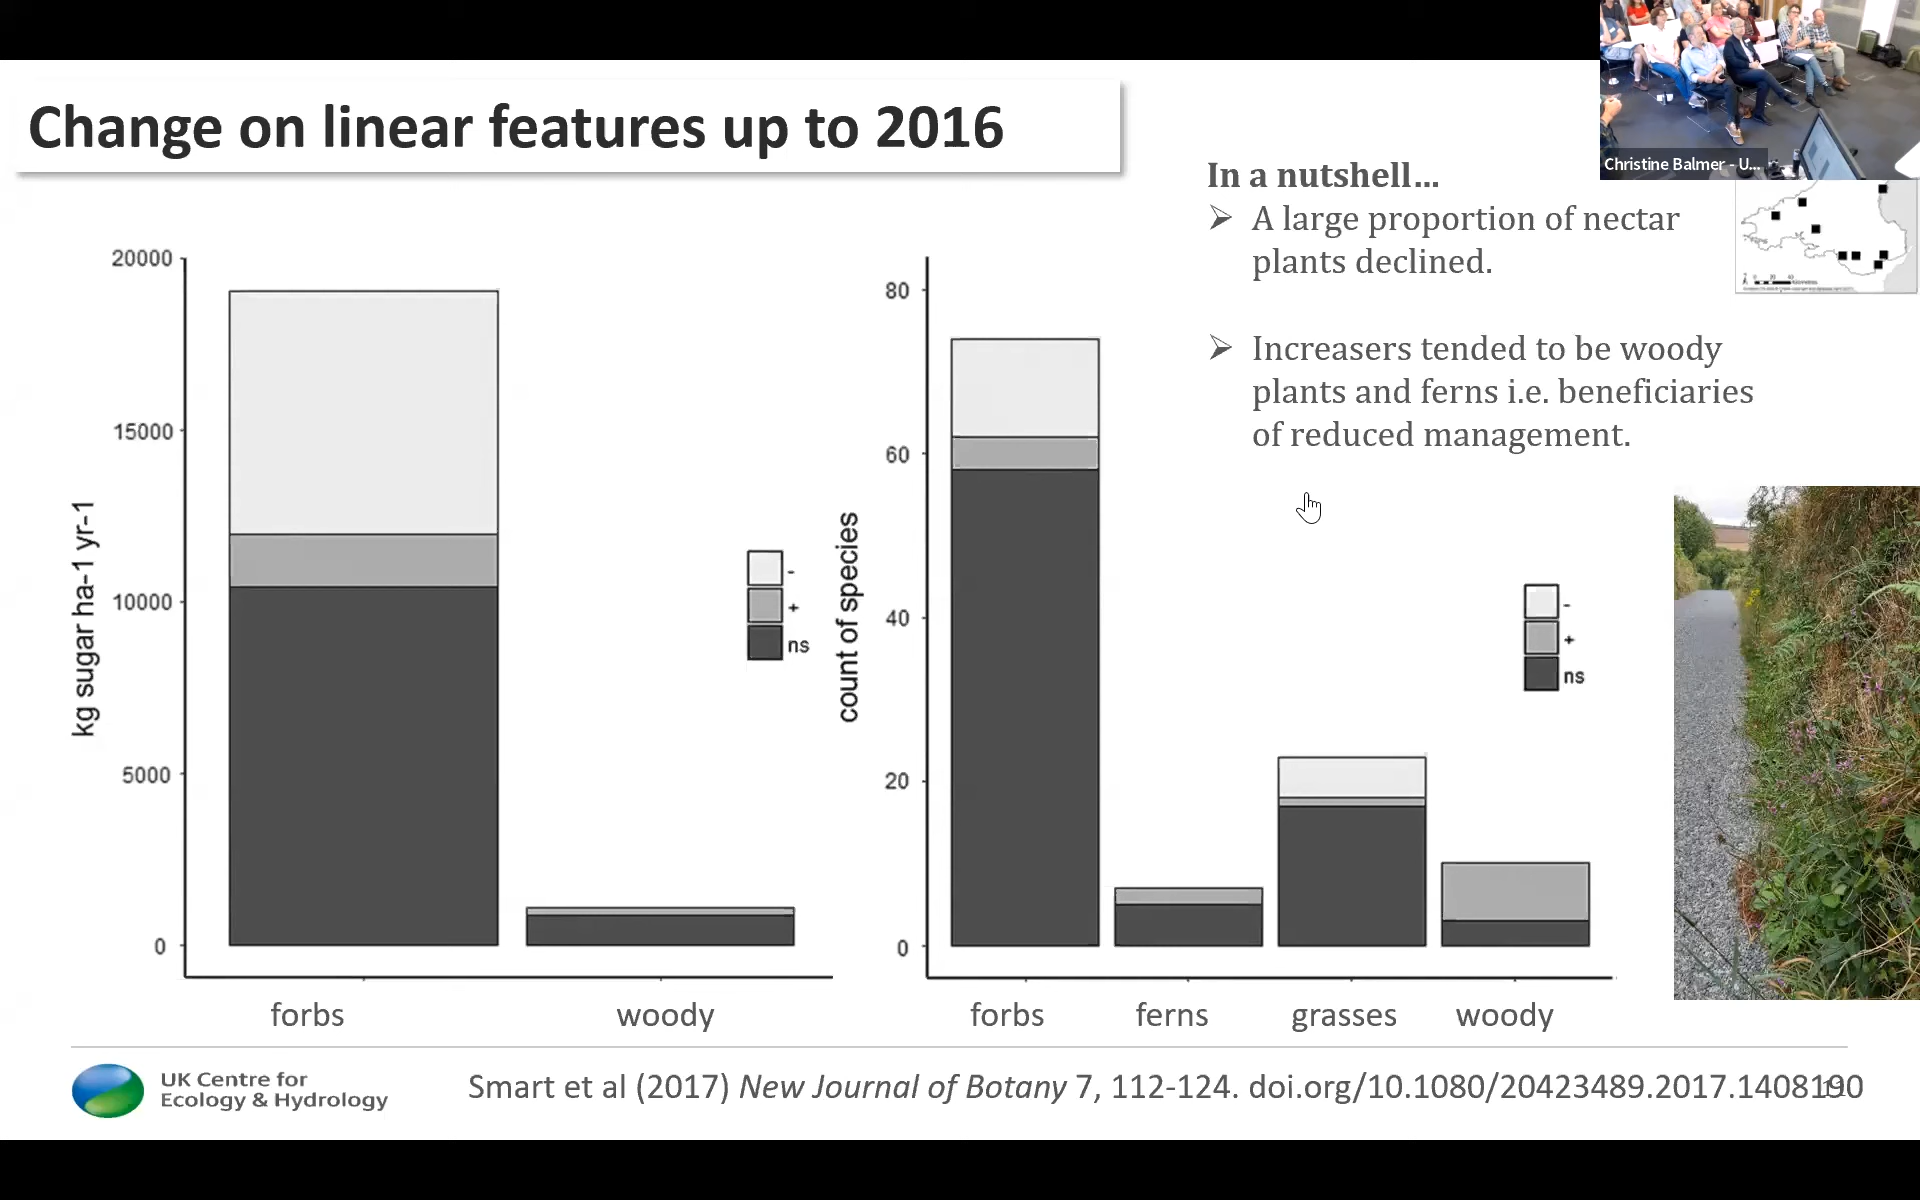 Change on linear features up to 2016
Christine Balmer - U...
In a nutshell...
A large proportion of nectar
plants declined.
Increasers tended to be woody
plants and ferns i.e. beneficiaries
of reduced management.
kg sugar ha-1 yr-1
20000
15000
10000
5000
0
-
+
ns
forbs
woody
count of species
80
60
40
20
0
-
+
ns
forbs
ferns
grasses
woody
UK Centre for
Ecology & Hydrology
Smart et al (2017) New Journal of Botany 7, 112-124. doi.org/10.1080/20423489.2017.1408190